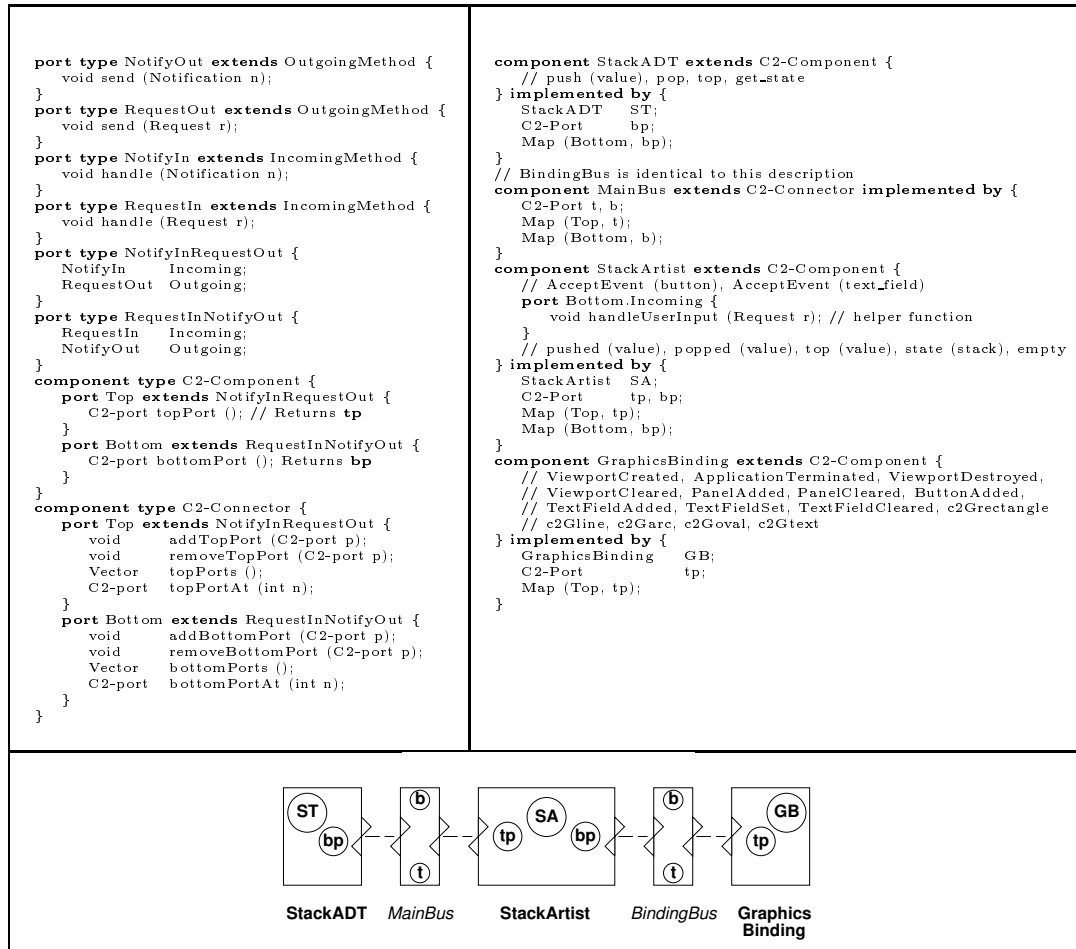 port type NotifyOut extends OutgoingMethod {
void send (Notification n);
}
port type RequestOut extends OutgoingMethod {
void send (Request r);
}
port type NotifyIn extends IncomingMethod {
void handle (Notification n);
}
port type RequestIn extends IncomingMethod {
void handle (Request r);
}
port type NotifyInRequestOut {
NotifyIn Incoming;
RequestOut Outgoing;
}
port type RequestInNotifyOut {
RequestIn Incoming;
NotifyOut Outgoing;
}
component type C2-Component {
port Top extends NotifyInRequestOut {
C2-port topPort (); // Returns tp
}
port Bottom extends RequestInNotifyOut {
C2-port bottomPort (); Returns bp
}
}
component type C2-Connector {
port Top extends NotifyInRequestOut {
void addTopPort (C2-port p);
void removeTopPort (C2-port p);
Vector topPorts ();
C2-port topPortAt (int n);
}
port Bottom extends RequestInNotifyOut {
void addBottomPort (C2-port p);
void removeBottomPort (C2-port p);
Vector bottomPorts ();
C2-port bottomPortAt (int n);
}
}
component StackADT extends C2-Component {
// push (value), pop, top, get_state
} implemented by {
StackADT ST;
C2-Port bp;
Map (Bottom, bp);
}
// BindingBus is identical to this description
component MainBus extends C2-Connector implemented by {
C2-Port t, b;
Map (Top, t);
Map (Bottom, b);
}
component StackArtist extends C2-Component {
// AcceptEvent (button), AcceptEvent (text_field)
port Bottom.Incoming {
void handleUserInput (Request r); // helper function
}
// pushed (value), popped (value), top (value), state (stack), empty
} implemented by {
StackArtist SA;
C2-Port tp, bp;
Map (Top, tp);
Map (Bottom, bp);
}
component GraphicsBinding extends C2-Component {
// ViewportCreated, ApplicationTerminated, ViewportDestroyed,
// ViewportCleared, PanelAdded, PanelCleared, ButtonAdded,
// TextFieldAdded, TextFieldSet, TextFieldCleared, c2Grectangle
// c2Gline, c2Garc, c2Goval, c2Gtext
} implemented by {
GraphicsBinding GB;
C2-Port tp;
Map (Top, tp);
}
ST bp
b
t
tp SA bp
b
t
GB tp
StackADT MainBus StackArtist BindingBus Graphics
Binding